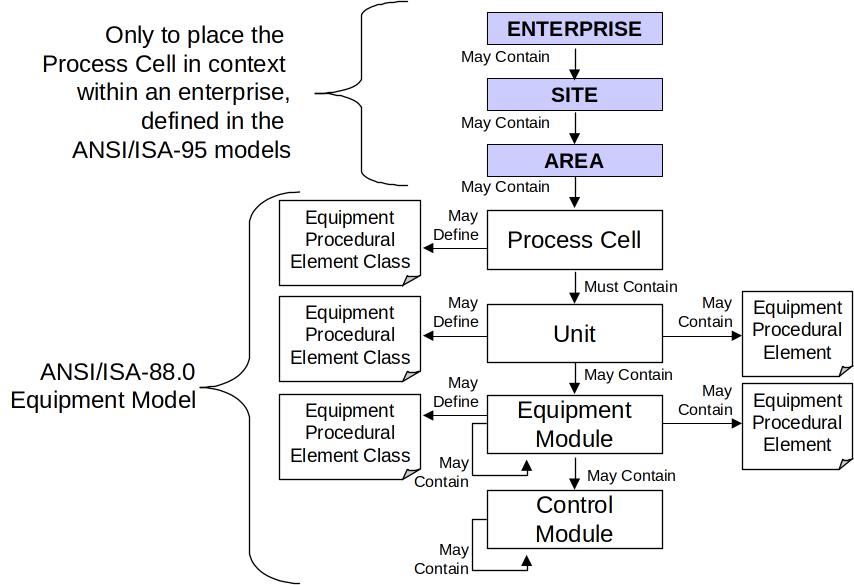 Only to place the
Process Cell in context
within an enterprise,
defined in the
ANSI/ISA-95 models
ENTERPRISE
May Contain
SITE
May Contain
AREA
May Contain
Equipment
Procedural
Element Class
May
Define
Process Cell
Must Contain
Equipment
Procedural
Element Class
May
Define
Unit
May
Contain
Equipment
Procedural
Element
May Contain
ANSI/ISA-88.0
Equipment Model
Equipment
Procedural
Element Class
May
Define
Equipment
Module
May
Contain
Equipment
Procedural
Element
May
Contain
May Contain
Control
Module
May
Contain